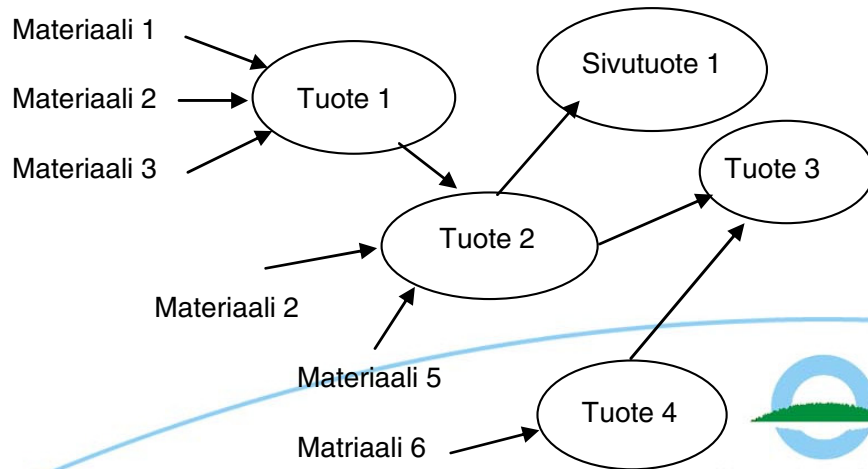 Materiaali 1
Sivutuote 1
Materiaali 2
Tuote 1
Materiaali 3
Tuote 3
Tuote 2
Materiaali 2
Materiaali 5
Tuote 4
Matriaali 6